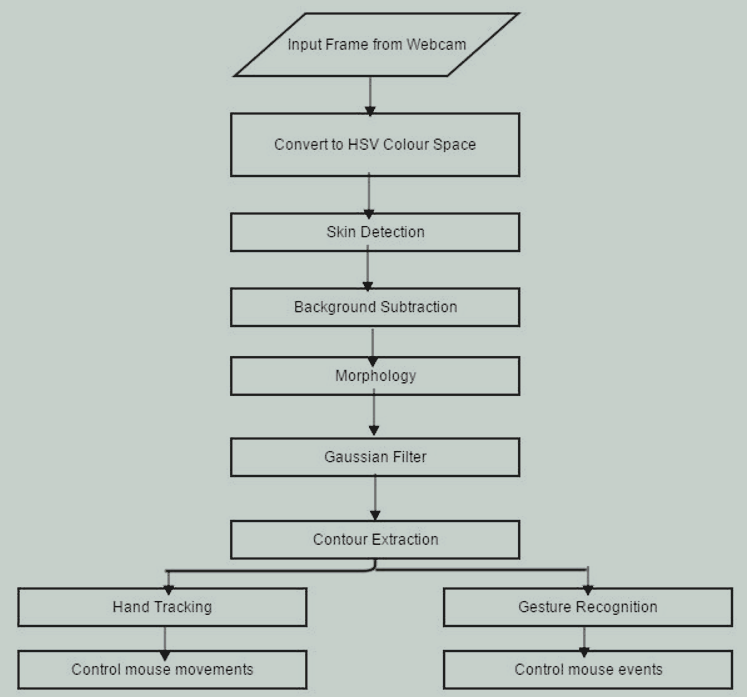 Input Frame from Webcam
Convert to HSV Colour Space
Skin Detection
Background Subtraction
Morphology
Gaussian Filter
Contour Extraction
Hand Tracking
Gesture Recognition
Control mouse movements
Control mouse events